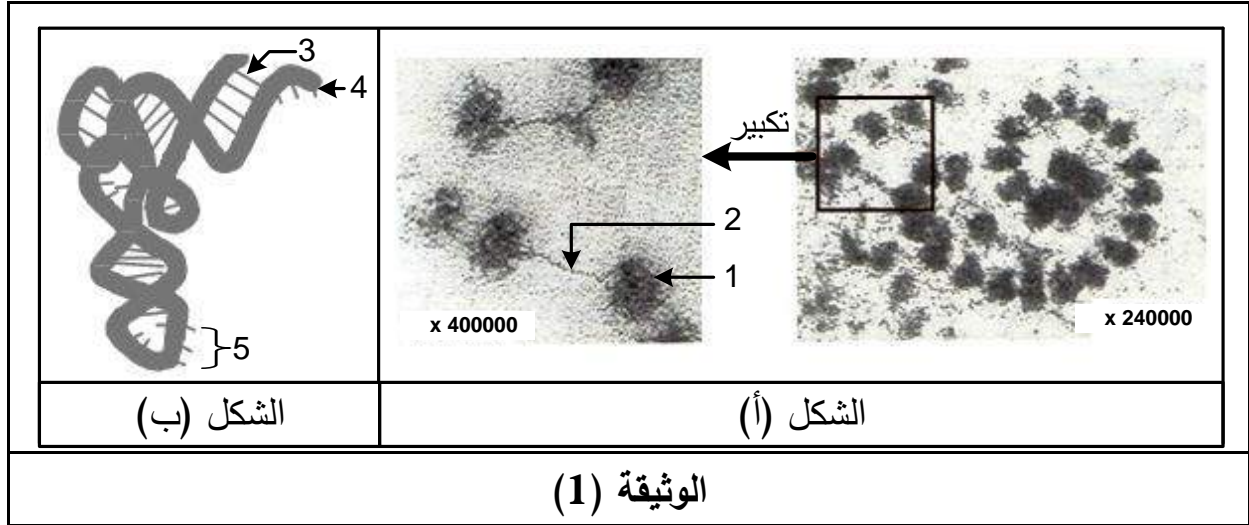 3
4
5
الشكل (ب)
تكبير
2
1
x 400000
x 240000
الشكل (أ)
الوثيقة (1)